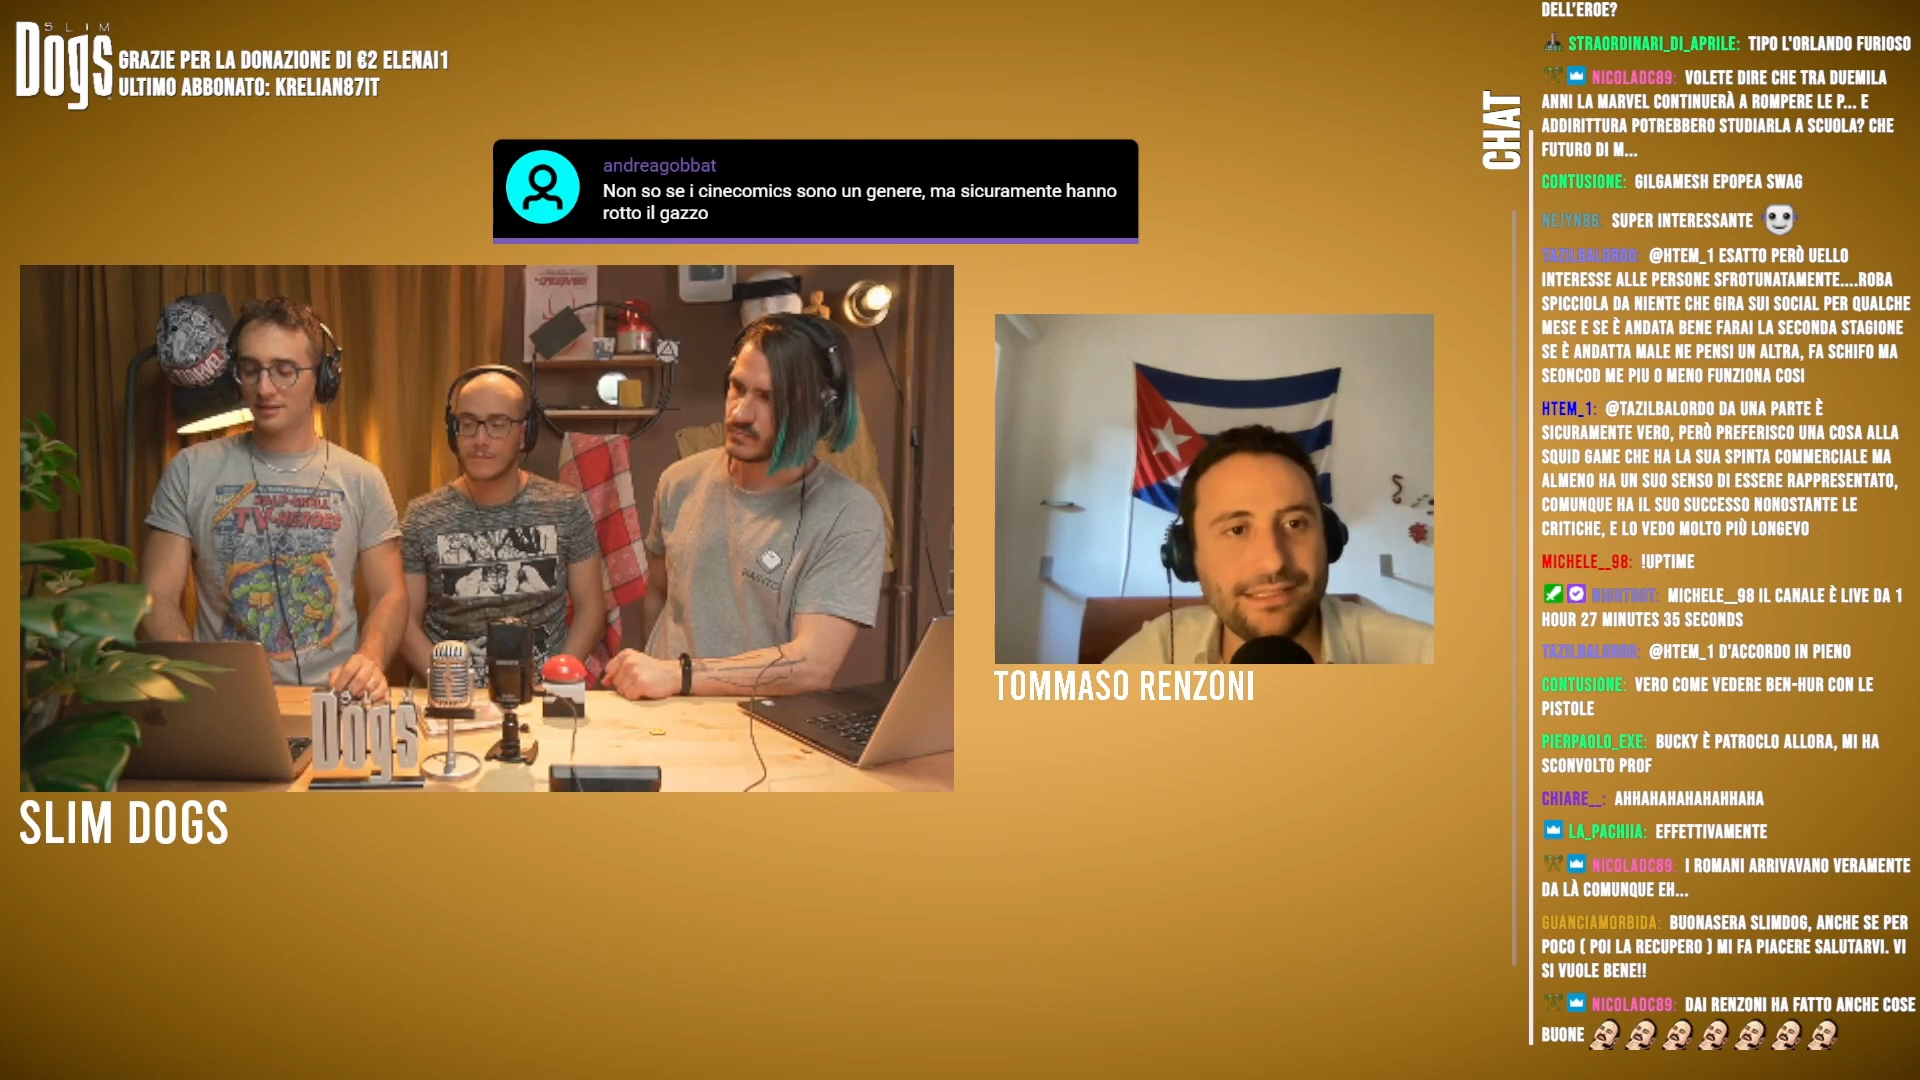 SLIM
Dogs
GRAZIE PER LA DONAZIONE DI €2 ELENAI1
ULTIMO ABBONATO: KRELIAN87IT
andreagobbat
Non so se i cinecomics sono un genere, ma sicuramente hanno
rotto il gazzo
TV-HEROES
SLIM
Dogs
SLIM DOGS
TOMMASO RENZONI
CHAT
DELL'EROE?
STRAORDINARI_DI_APRILE: TIPO L'ORLANDO FURIOSO
NICOLADC89: VOLETE DIRE CHE TRA DUEMILA
ANNI LA MARVEL CONTINUERÀ A ROMPERE LE P... E
ADDIRITTURA POTREBBERO STUDIARLA A SCUOLA? CHE
FUTURO DI M...
CONTUSIONE: GILGAMESH EPOPEA SWAG
NEJYN86: SUPER INTERESSANTE
TAZILBALORDO: @HTEM_1 ESATTO PERÒ UELLO
INTERESSE ALLE PERSONE SFROTUNATAMENTE....ROBA
SPICCIOLA DA NIENTE CHE GIRA SUI SOCIAL PER QUALCHE
MESE E SE È ANDATA BENE FARAI LA SECONDA STAGIONE
SE È ANDATTA MALE NE PENSI UN ALTRA, FA SCHIFO MA
SEONCOD ME PIU O MENO FUNZIONA COSI
HTEM_1: @TAZILBALORDO DA UNA PARTE È
SICURAMENTE VERO, PERÒ PREFERISCO UNA COSA ALLA
SQUID GAME CHE HA LA SUA SPINTA COMMERCIALE MA
ALMENO HA UN SUO SENSO DI ESSERE RAPPRESENTATO,
COMUNQUE HA IL SUO SUCCESSO NONOSTANTE LE
CRITICHE, E LO VEDO MOLTO PIÙ LONGEVO
MICHELE__98: !UPTIME
NIGHTBOT: MICHELE__98 IL CANALE È LIVE DA 1
HOUR 27 MINUTES 35 SECONDS
TAZILBALORDO: @HTEM_1 D'ACCORDO IN PIENO
CONTUSIONE: VERO COME VEDERE BEN-HUR CON LE
PISTOLE
PIERPAOLO_EXE: BUCKY È PATROCLO ALLORA, MI HA
SCONVOLTO PROF
CHIARE__: AHHAHAHAHAHAHHAHA
LA_PACHIIA: EFFETTIVAMENTE
NICOLADC89: I ROMANI ARRIVAVANO VERAMENTE
DA LÀ COMUNQUE EH...
GUANCIAMORBIDA: BUONASERA SLIMDOG, ANCHE SE PER
POCO ( POI LA RECUPERO ) MI FA PIACERE SALUTARVI. VI
SI VUOLE BENE!!
NICOLADC89: DAI RENZONI HA FATTO ANCHE COSE
BUONE